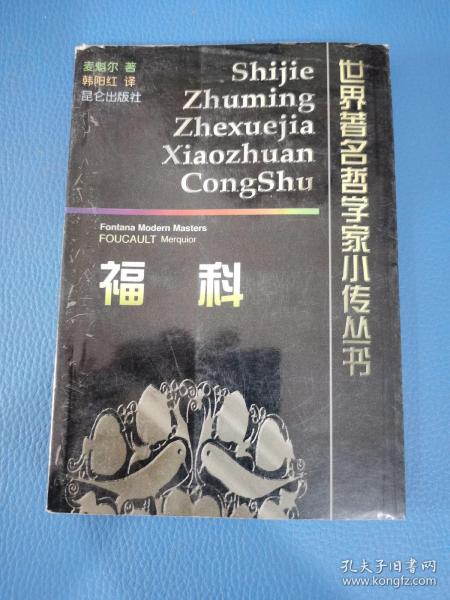 麦魁尔 著
韩阳红 译
昆仑出版社
Shijie
Zhuming
Zhexuejia
Xiaozhuan
CongShu
世界著名哲学家小传丛书
Fontana Modern Masters
FOUCAULT Merquior
福 科
孔夫子旧书网
www.kongfz.com